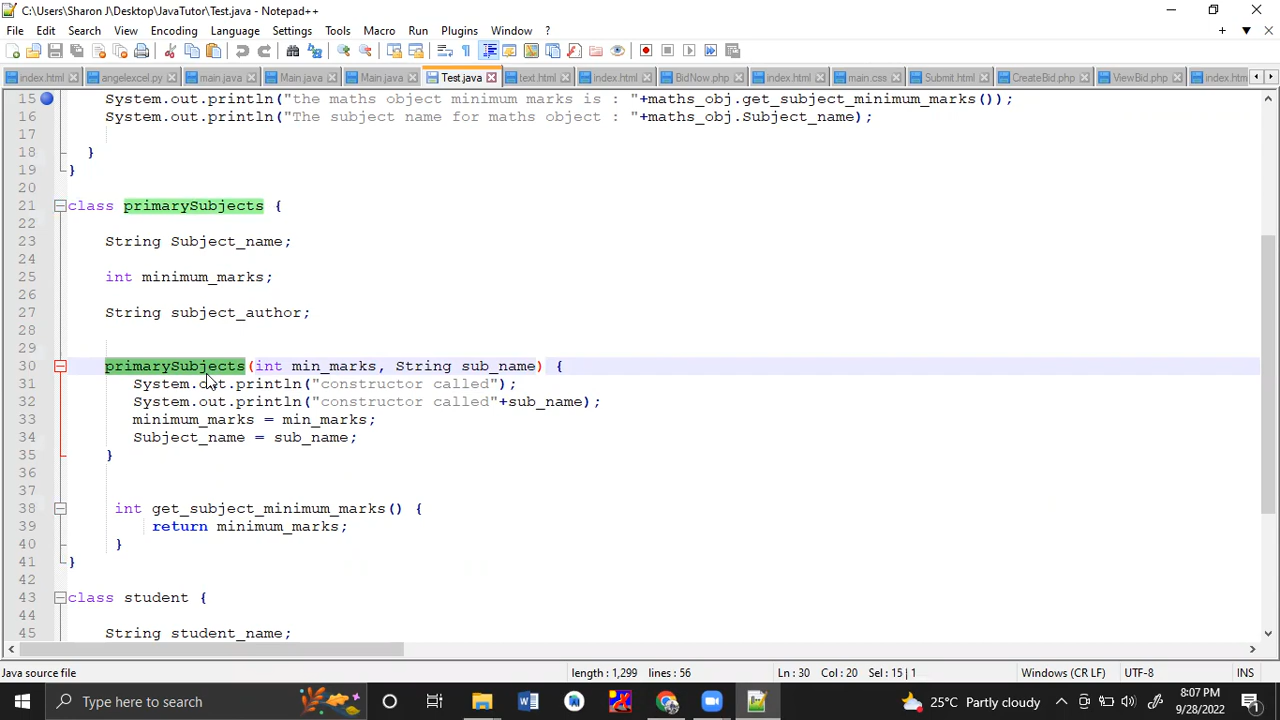 C:\Users\Sharon J\Desktop\JavaTutor\Test.java - Notepad++
File Edit Search View Encoding Language Settings Tools Macro Run Plugins Window ?
index.html angelexcel.py main.java Main.java Main.java Test.java text.html index.html BidNow.php index.html main.css Submit.html CreateBid.php ViewBid.php index.htm
15 System.out.println("the maths object minimum marks is : "+maths_obj.get_subject_minimum_marks());
16 System.out.println("The subject name for maths object : "+maths_obj.Subject_name);
17
18 }
19 }
20
21 class primarySubjects {
22
23 String Subject_name;
24
25 int minimum_marks;
26
27 String subject_author;
28
29
30 primarySubjects(int min_marks, String sub_name) {
31 System.out.println("constructor called");
32 System.out.println("constructor called"+sub_name);
33 minimum_marks = min_marks;
34 Subject_name = sub_name;
35 }
36
37
38 int get_subject_minimum_marks() {
39 return minimum_marks;
40 }
41 }
42
43 class student {
44
45 String student_name;
Java source file length : 1,299 lines : 56 Ln : 30 Col : 20 Sel : 15 | 1 Windows (CR LF) UTF-8 INS
Type here to search 25°C Partly cloudy 8:07 PM
9/28/2022